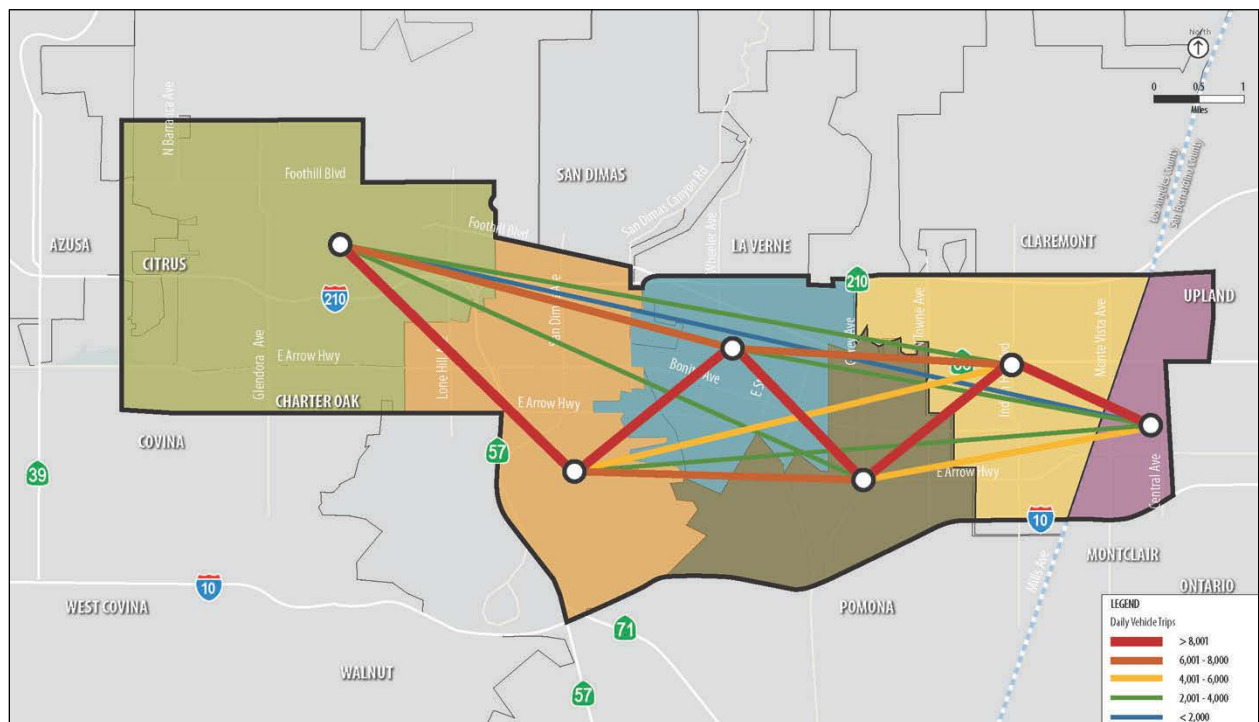 North
0 0.5 1
Miles
N Barranca Ave
Los Angeles County
San Bernardino County
Foothill Blvd
SAN DIMAS
San Dimas Canyon Rd
Foothill Blvd
Wheeler Ave
AZUSA
LA VERNE
CLAREMONT
CITRUS
210
210
UPLAND
N Towne Ave
Monte Vista Ave
Glendora Ave
E Arrow Hwy
Lone Hill
Ave
CHARTER OAK
E Arrow Hwy
COVINA
57
39
E Arrow Hwy
Central Ave
10
MONTCLAIR
Mills Ave
10
ONTARIO
WEST COVINA
POMONA
71
WALNUT
57
LEGEND
Daily Vehicle Trips
> 8,001
6,001 - 8,000
4,001 - 6,000
2,001 - 4,000
< 2,000